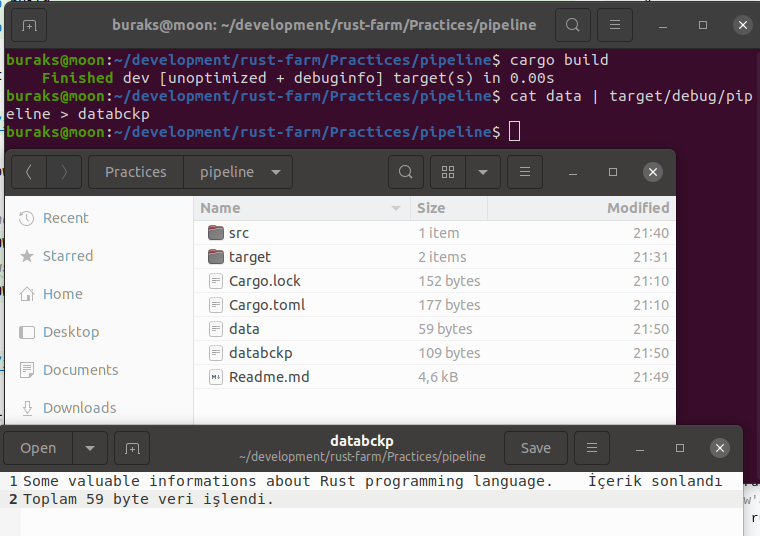 buraks@moon: ~/development/rust-farm/Practices/pipeline
buraks@moon:~/development/rust-farm/Practices/pipeline$ cargo build
Finished dev [unoptimized + debuginfo] target(s) in 0.00s
buraks@moon:~/development/rust-farm/Practices/pipeline$ cat data | target/debug/pip
eline > databckp
buraks@moon:~/development/rust-farm/Practices/pipeline$
Practices pipeline
Name Size Modified
Recent
Starred
Home
Desktop
Documents
Downloads
src 1 item 21:40
target 2 items 21:31
Cargo.lock 152 bytes 21:10
Cargo.toml 177 bytes 21:10
data 59 bytes 21:50
databckp 109 bytes 21:50
Readme.md 4,6 kB 21:49
Open databckp Save
~/development/rust-farm/Practices/pipeline
1 Some valuable informations about Rust programming language. İçerik sonlandı
2 Toplam 59 byte veri işlendi.